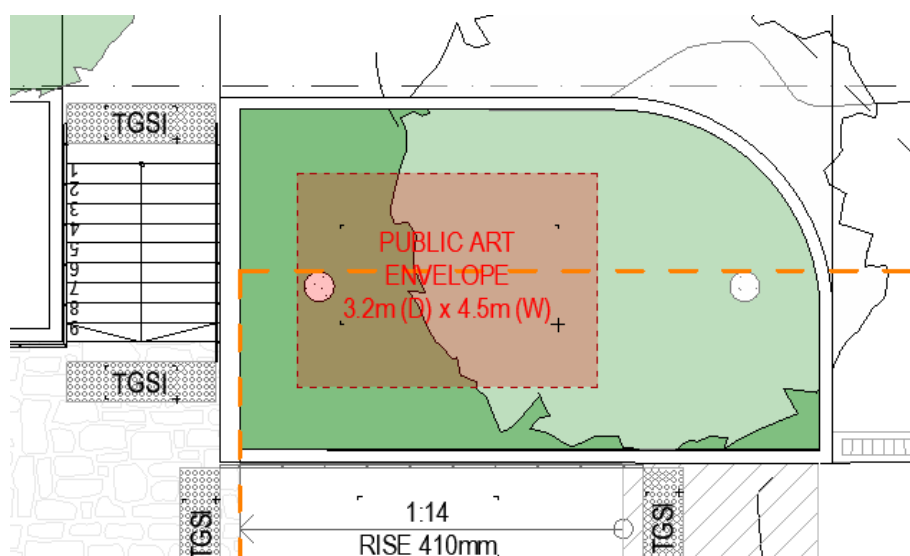 TGSI
1
2
3
4
5
6
7
8
9
TGSI
PUBLIC ART
ENVELOPE
3.2m (D) x 4.5m (W)
TGSI
1:14
RISE 410mm
TGSI